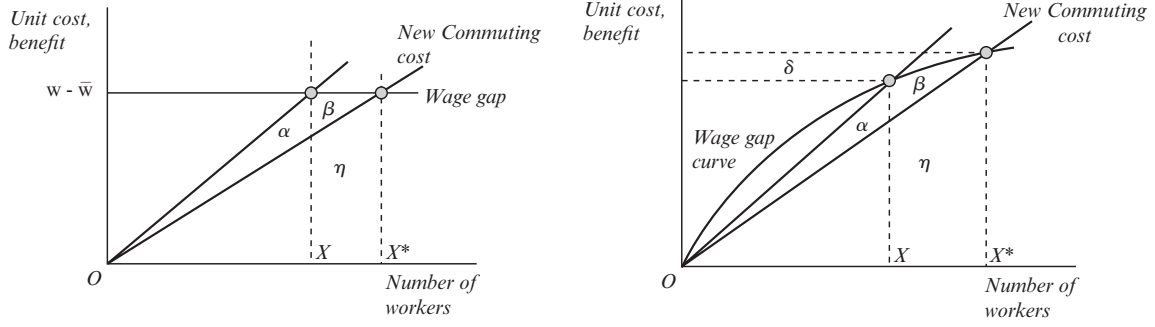 Unit cost,
benefit
New Commuting
cost
w - w̅
Wage gap
α
β
η
X
X*
O
Number of
workers
Unit cost,
benefit
New Commuting
cost
δ
β
α
Wage gap
curve
η
X
X*
O
Number of
workers